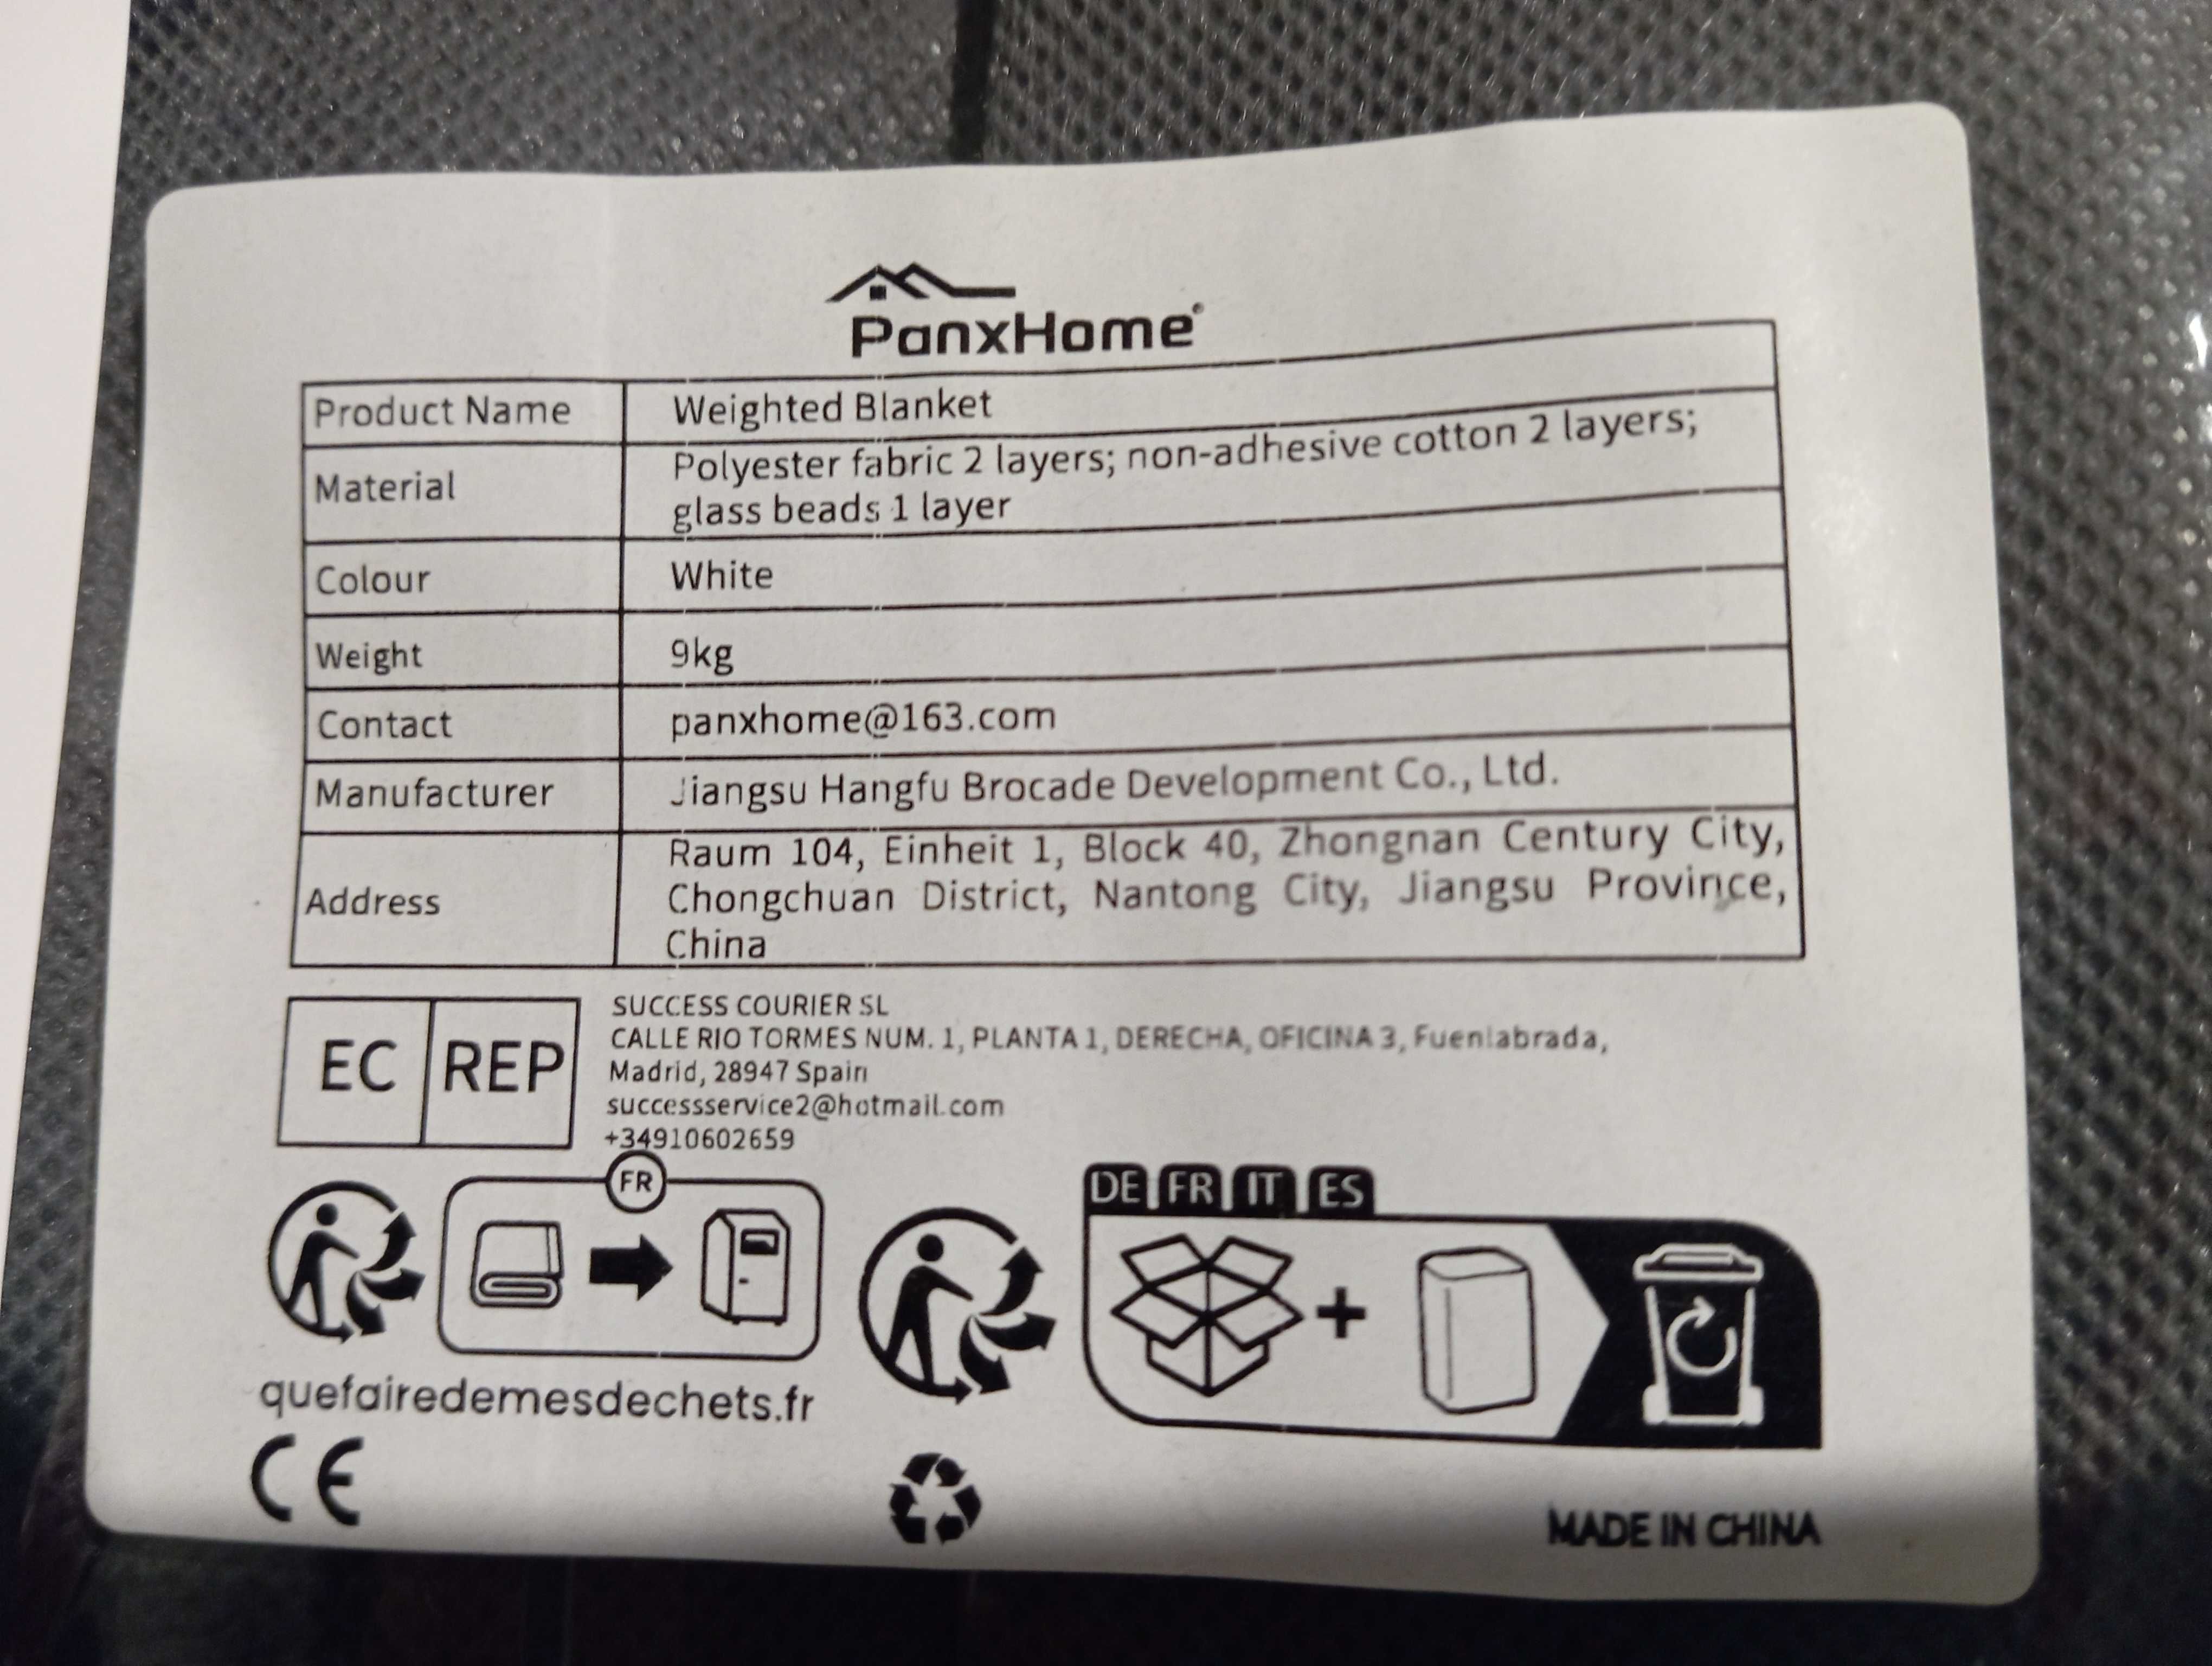 PanxHome®
Product Name Weighted Blanket
Material Polyester fabric 2 layers; non-adhesive cotton 2 layers;
glass beads 1 layer
Colour White
Weight 9kg
Contact panxhome@163.com
Manufacturer Jiangsu Hangfu Brocade Development Co., Ltd.
Address Raum 104, Einheit 1, Block 40, Zhongnan Century City,
Chongchuan District, Nantong City, Jiangsu Province,
China
EC REP
SUCCESS COURIER SL
CALLE RIO TORMES NUM. 1, PLANTA 1, DERECHA, OFICINA 3, Fuenlabrada,
Madrid, 28947 Spain
successservice2@hotmail.com
+34910602659
FR
DE FR IT ES
+
quefairedemesdechets.fr
CE
MADE IN CHINA